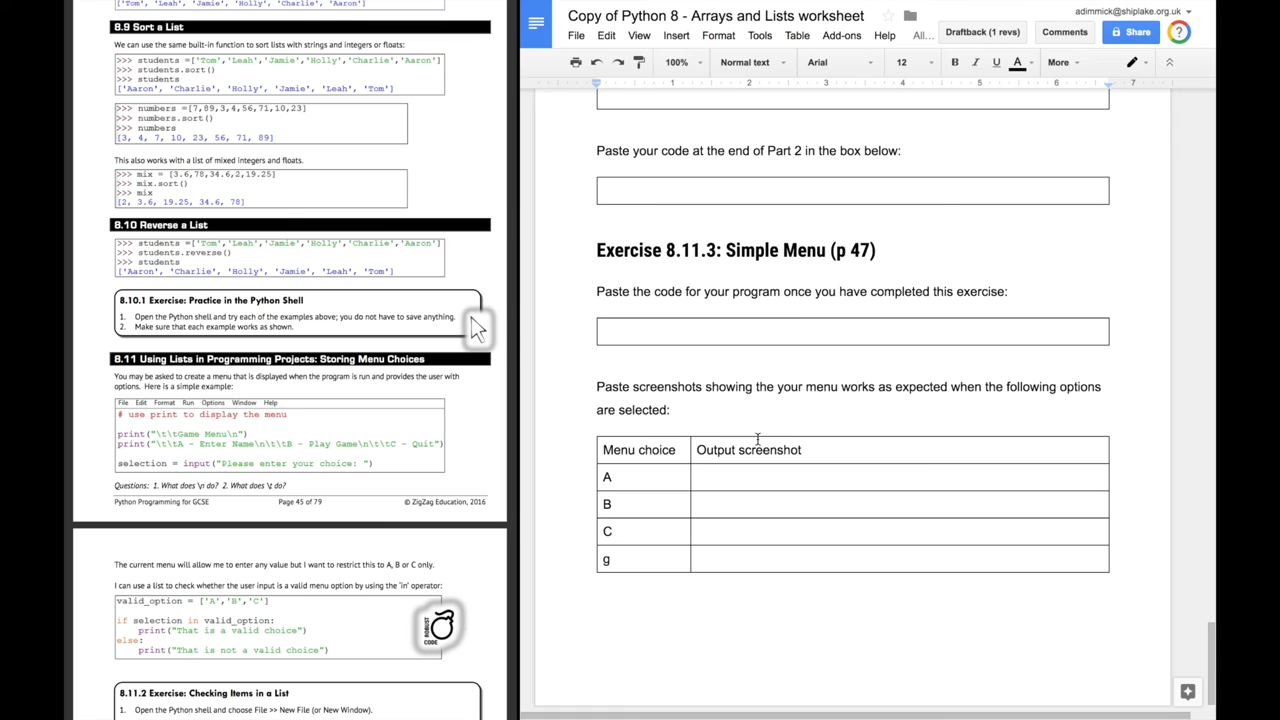 ['Tom', 'Leah', 'Jamie', 'Holly', 'Charlie', 'Aaron']
8.9 Sort a List
We can use the same built-in function to sort lists with strings and integers or floats:
>>> students =['Tom','Leah','Jamie','Holly','Charlie','Aaron']
>>> students.sort()
>>> students
['Aaron', 'Charlie', 'Holly', 'Jamie', 'Leah', 'Tom']
>>> numbers =[7,89,3,4,56,71,10,23]
>>> numbers.sort()
>>> numbers
[3, 4, 7, 10, 23, 56, 71, 89]
This also works with a list of mixed integers and floats.
>>> mix = [3.6,78,34.6,2,19.25]
>>> mix.sort()
>>> mix
[2, 3.6, 19.25, 34.6, 78]
8.10 Reverse a List
>>> students =['Tom','Leah','Jamie','Holly','Charlie','Aaron']
>>> students.reverse()
>>> students
['Aaron', 'Charlie', 'Holly', 'Jamie', 'Leah', 'Tom']
8.10.1 Exercise: Practice in the Python Shell
1. Open the Python shell and try each of the examples above; you do not have to save anything.
2. Make sure that each example works as shown.
8.11 Using Lists in Programming Projects: Storing Menu Choices
You may be asked to create a menu that is displayed when the program is run and provides the user with
options. Here is a simple example:
File Edit Format Run Options Window Help
# use print to display the menu
print("\t\tGame Menu\n")
print("\t\tA - Enter Name\n\t\tB - Play Game\n\t\tC - Quit")
selection = input("Please enter your choice: ")
Questions: 1. What does \n do? 2. What does \t do?
Python Programming for GCSE Page 45 of 79 © ZigZag Education, 2016
The current menu will allow me to enter any value but I want to restrict this to A, B or C only.
I can use a list to check whether the user input is a valid menu option by using the 'in' operator:
valid_option = ['A','B','C']
if selection in valid_option:
print("That is a valid choice")
else:
print("That is not a valid choice")
ROBUST
CODE
8.11.2 Exercise: Checking Items in a List
1. Open the Python shell and choose File >> New File (or New Window).
Copy of Python 8 - Arrays and Lists worksheet
adimmick@shiplake.org.uk
File Edit View Insert Format Tools Table Add-ons Help All... Draftback (1 revs) Comments Share
100% Normal text Arial 12 B I U A More
1 2 3 4 5 6 7
Paste your code at the end of Part 2 in the box below:
Exercise 8.11.3: Simple Menu (p 47)
Paste the code for your program once you have completed this exercise:
Paste screenshots showing the your menu works as expected when the following options
are selected:
Menu choice Output screenshot
A
B
C
g